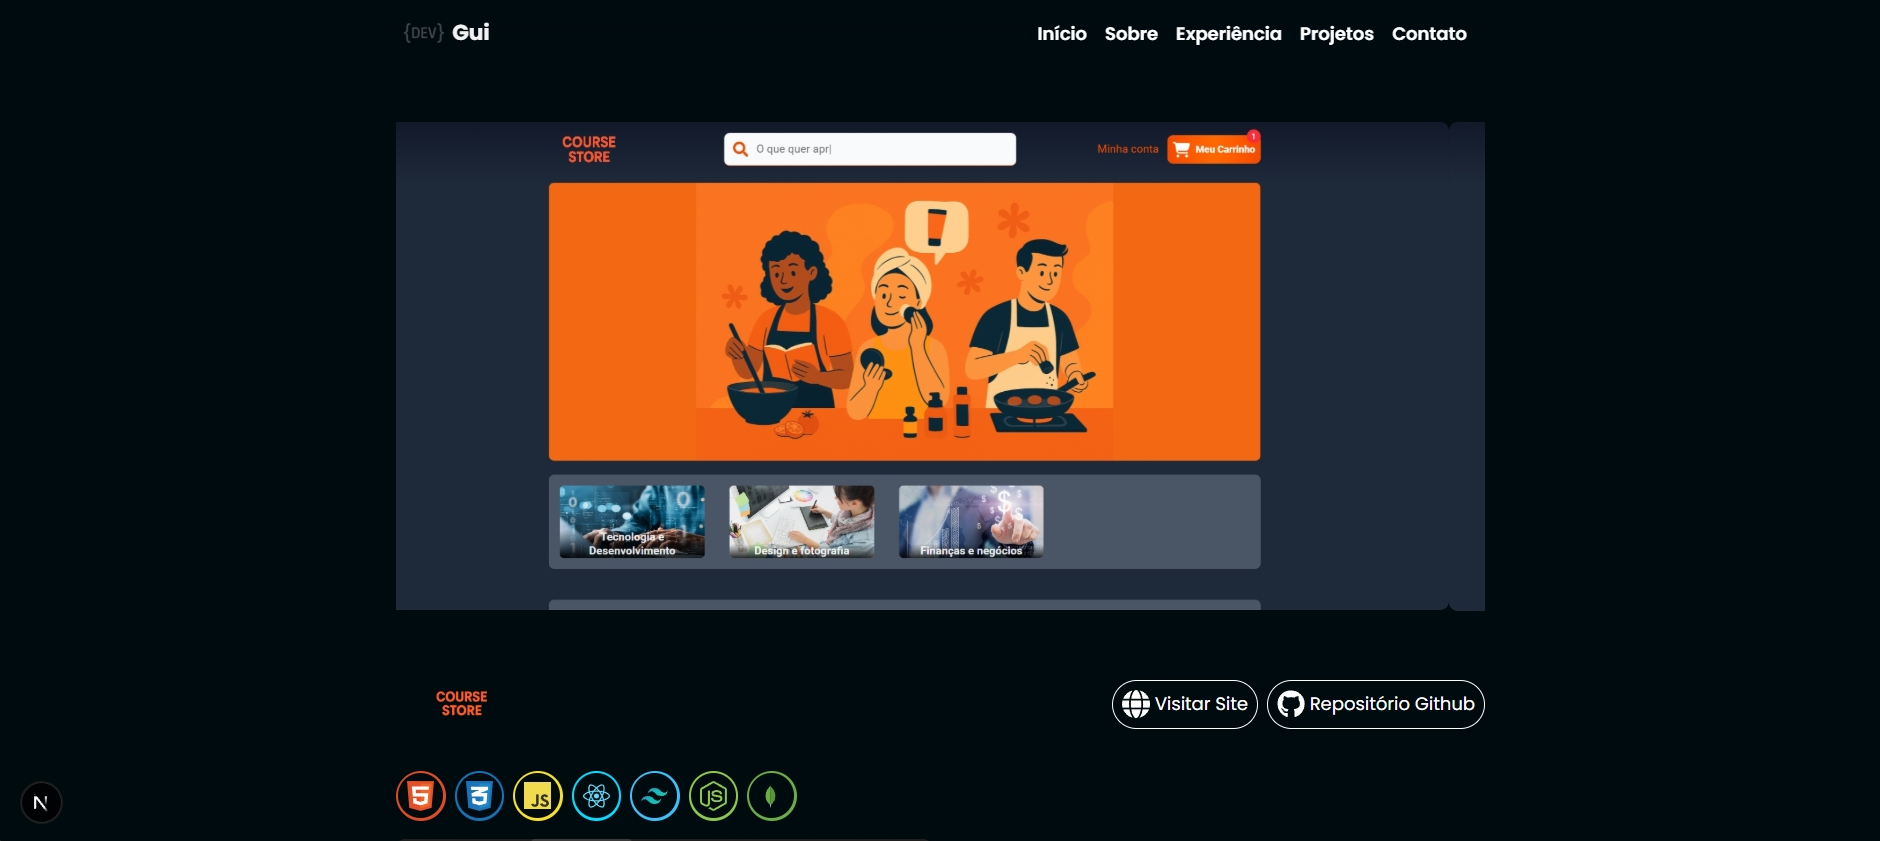 {DEV} Gui
Início Sobre Experiência Projetos Contato
COURSE
STORE
O que quer apr|
Minha conta
Meu Carrinho
1
Tecnologia e
Desenvolvimento
Design e fotografia
Finanças e negócios
COURSE
STORE
Visitar Site
Repositório Github
JS
JS
N